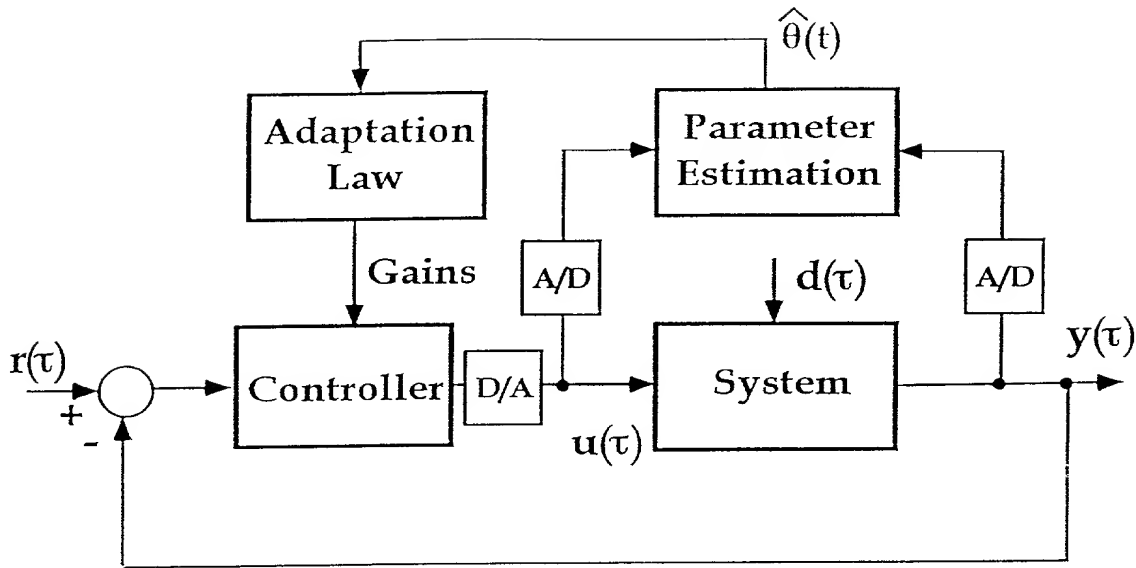 θ̂(t)
Adaptation
Law
Parameter
Estimation
Gains
A/D
d(τ)
A/D
r(τ)
+
-
Controller
D/A
u(τ)
System
y(τ)